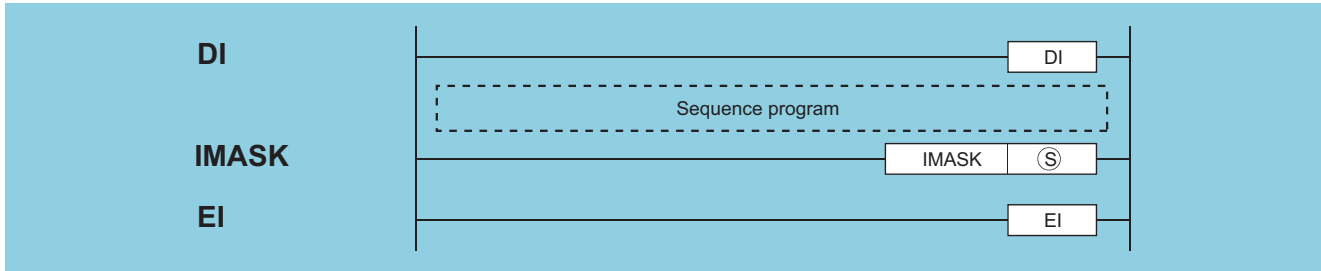 DI DI
Sequence program
IMASK IMASK Ⓢ
EI EI